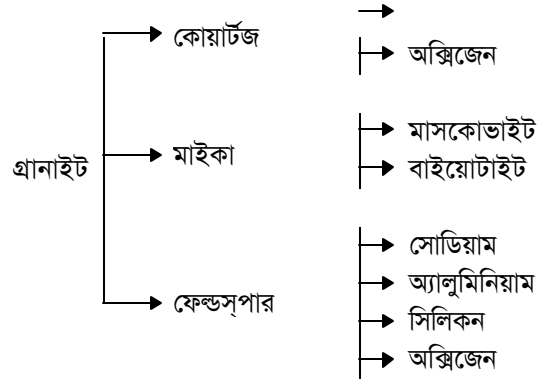 কোয়ার্টজ
অক্সিজেন
মাসকোভাইট
গ্রানাইট
মাইকা
বাইয়োটাইট
সোডিয়াম
অ্যালুমিনিয়াম
ফেল্ডস্পার
সিলিকন
অক্সিজেন